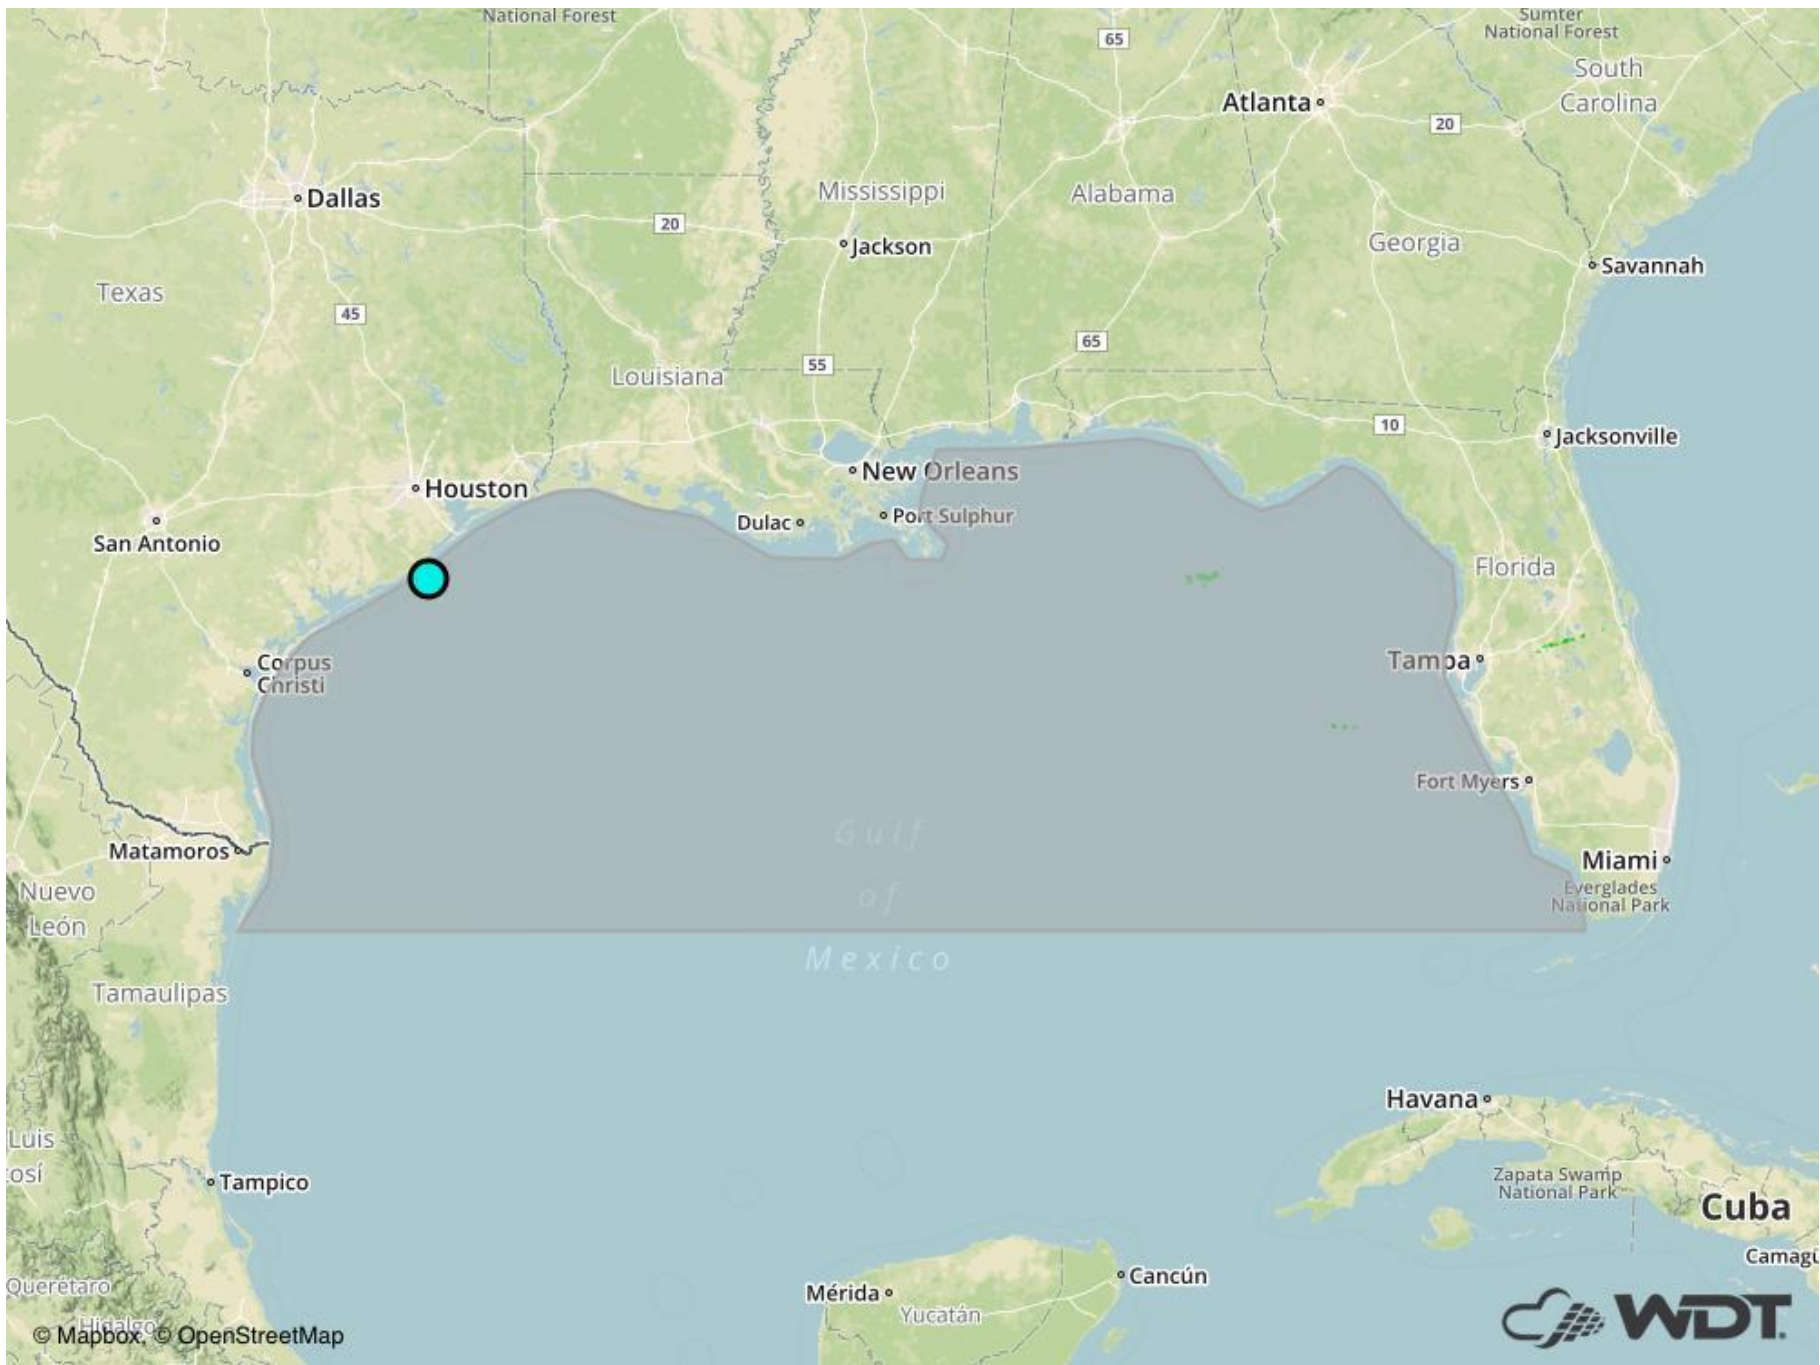 National Forest
65
Sumter
National Forest
South
Carolina
Atlanta
20
Dallas
20
Mississippi
Alabama
Jackson
Georgia
Savannah
Texas
45
65
55
Louisiana
10
Jacksonville
New Orleans
Houston
Dulac
Port Sulphur
San Antonio
Florida
Corpus
Christi
Tampa
Fort Myers
Gulf
of
Mexico
Matamoros
Miami
Everglades
National Park
Nuevo
León
Tamaulipas
Havana
Luis
osí
Tampico
Zapata Swamp
National Park
Cuba
Camagü
Cancún
Querétaro
Mérida
Yucatán
Hidalgo
© Mapbox, © OpenStreetMap
WDT